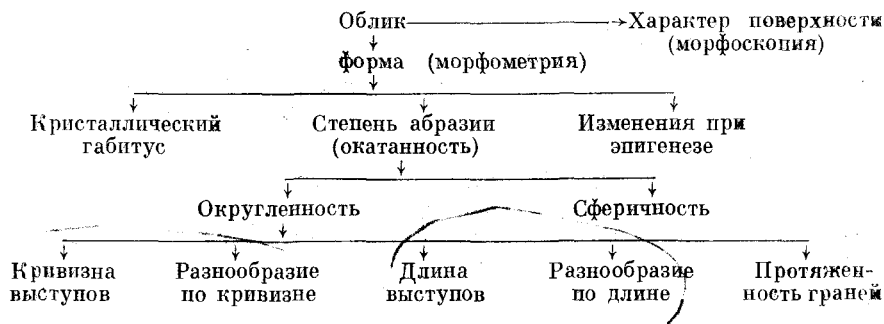 Облик → Характер поверхности
(морфоскопия)
форма (морфометрия)
Кристаллический Степень абразии Изменения при
габитус (окатанность) эпигенезе
Округленность Сферичность
Кривизна Разнообразие Длина Разнообразие Протяжен-
выступов по кривизне выступов по длине ность граней